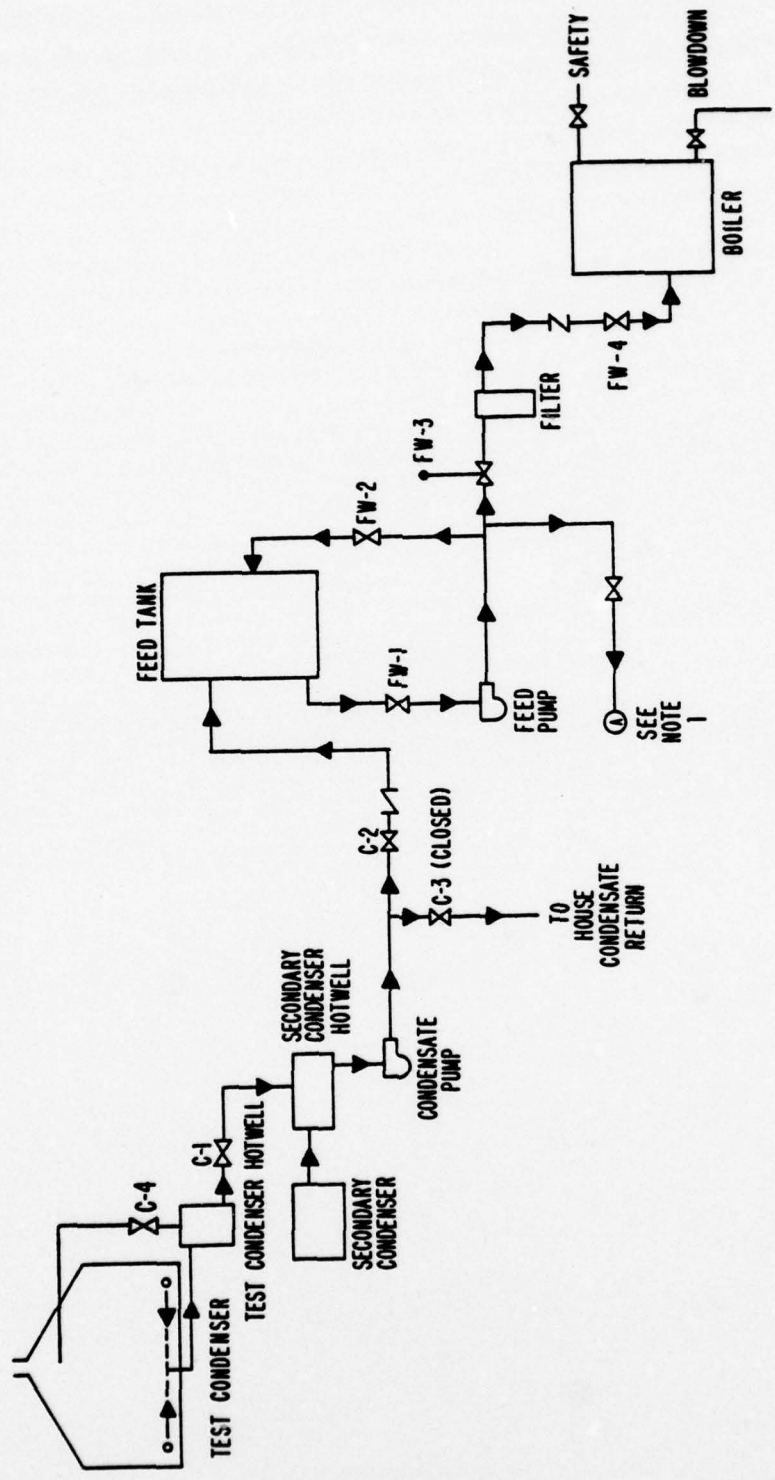 TEST CONDENSER
C-4
TEST CONDENSER HOTWELL
C-1
SECONDARY
CONDENSER
SECONDARY
CONDENSER
HOTWELL
CONDENSATE
PUMP
C-2
C-3 (CLOSED)
TO
HOUSE
CONDENSATE
RETURN
FEED TANK
FW-1
FW-2
FEED
PUMP
A
SEE
NOTE
1
FW-3
FILTER
FW-4
BOILER
SAFETY
BLOWDOWN